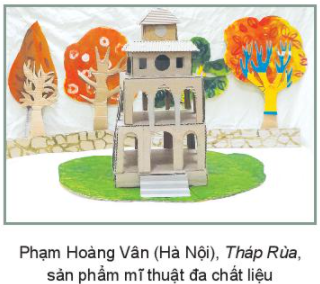 Phạm Hoàng Vân (Hà Nội), Tháp Rùa,
sản phẩm mĩ thuật đa chất liệu